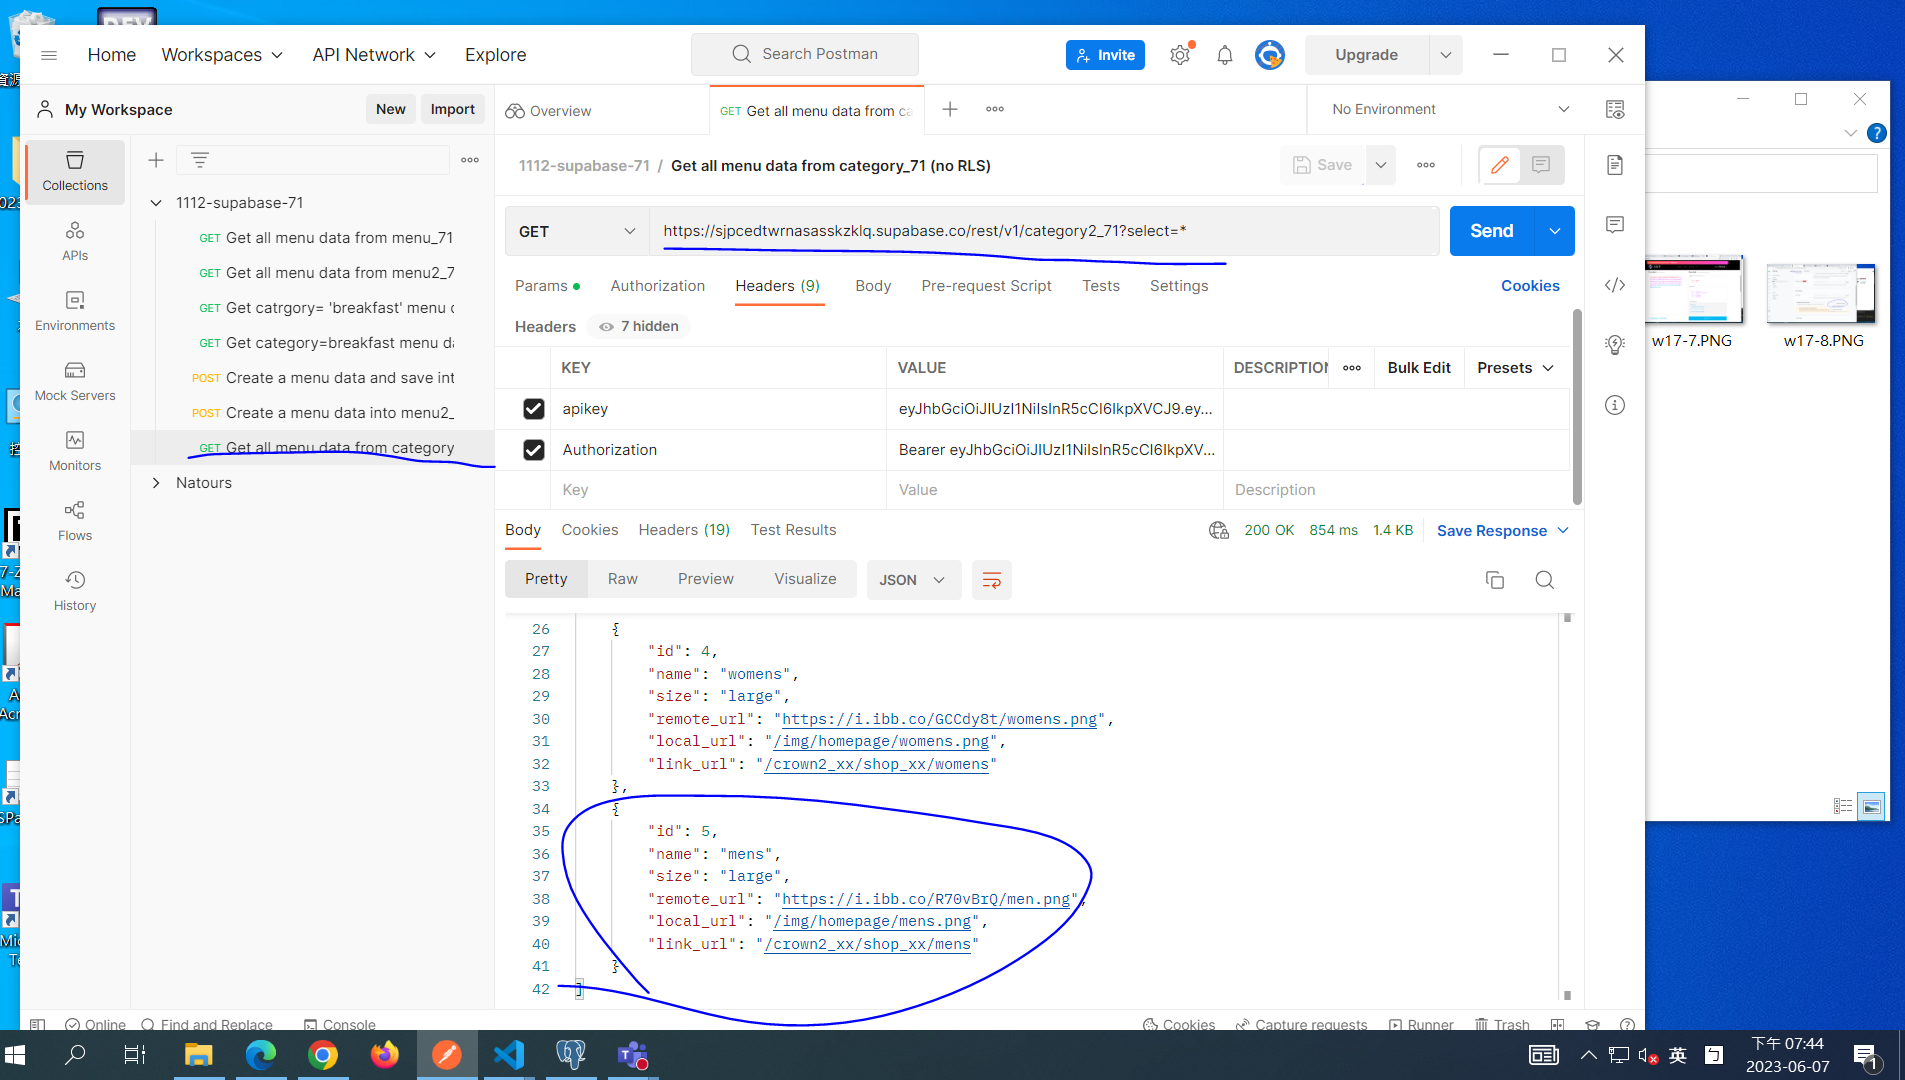 DEV
Home Workspaces API Network Explore Search Postman Invite Upgrade
My Workspace New Import Overview GET Get all menu data from ca No Environment
Collections
APIs
Environments
Mock Servers
Monitors
Flows
History
1112-supabase-71
GET Get all menu data from menu_71
GET Get all menu data from menu2_7
GET Get catrgory= 'breakfast' menu c
GET Get category=breakfast menu da
POST Create a menu data and save int
POST Create a menu data into menu2_
GET Get all menu data from category
Natours
1112-supabase-71 / Get all menu data from category_71 (no RLS) Save
GET https://sjpcedtwrnasasskzklq.supabase.co/rest/v1/category2_71?select=* Send
Params Authorization Headers (9) Body Pre-request Script Tests Settings Cookies
Headers 7 hidden
KEY VALUE DESCRIPTION Bulk Edit Presets
apikey eyJhbGciOiJIUzI1NiIsInR5cCI6IkpXVCJ9.ey...
Authorization Bearer eyJhbGciOiJIUzI1NiIsInR5cCI6IkpXV...
Key Value Description
Body Cookies Headers (19) Test Results 200 OK 854 ms 1.4 KB Save Response
Pretty Raw Preview Visualize JSON
26 {
27 "id": 4,
28 "name": "womens",
29 "size": "large",
30 "remote_url": "https://i.ibb.co/GCCdy8t/womens.png",
31 "local_url": "/img/homepage/womens.png",
32 "link_url": "/crown2_xx/shop_xx/womens"
33 },
34 {
35 "id": 5,
36 "name": "mens",
37 "size": "large",
38 "remote_url": "https://i.ibb.co/R70vBrQ/men.png",
39 "local_url": "/img/homepage/mens.png",
40 "link_url": "/crown2_xx/shop_xx/mens"
41 }
42 ]
Online Find and Replace Console Cookies Capture requests Runner Trash
w17-7.PNG w17-8.PNG
英 下午 07:44
2023-06-07
1